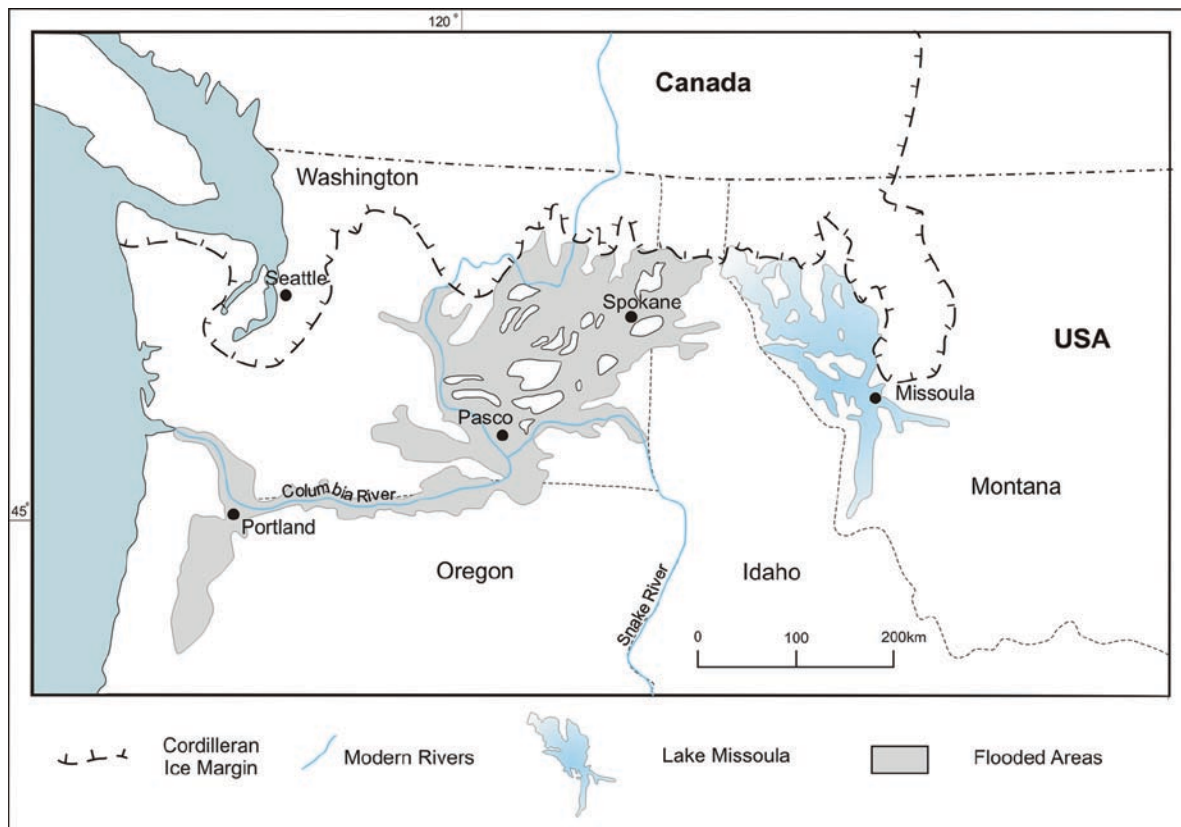 120°
Canada
Washington
Seattle
Spokane
USA
Missoula
Pasco
Columbia River
Montana
45°
Portland
Oregon
Idaho
Snake River
0 100 200km
Cordilleran
Ice Margin
Modern Rivers
Lake Missoula
Flooded Areas